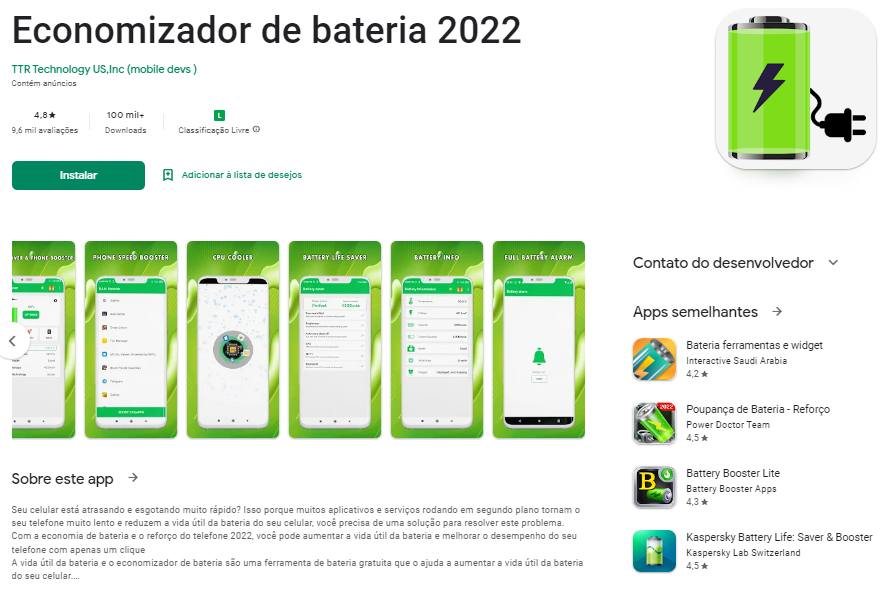 Economizador de bateria 2022
TTR Technology US,Inc (mobile devs )
Contém anúncios
4,8★
9,6 mil avaliações
100 mil+
Downloads
L
Classificação Livre
Instalar
Adicionar à lista de desejos
VER & PHONE BOOSTER
PHONE SPEED BOOSTER
CPU COOLER
BATTERY LIFE SAVER
BATTERY INFO
FULL BATTERY ALARM
Sobre este app
Seu celular está atrasando e esgotando muito rápido? Isso porque muitos aplicativos e serviços rodando em segundo plano tornam o
seu telefone muito lento e reduzem a vida útil da bateria do seu celular, você precisa de uma solução para resolver este problema.
Com a economia de bateria e o reforço do telefone 2022, você pode aumentar a vida útil da bateria e melhorar o desempenho do seu
telefone com apenas um clique
A vida útil da bateria e o economizador de bateria são uma ferramenta de bateria gratuita que o ajuda a aumentar a vida útil da bateria
do seu celular....
Contato do desenvolvedor
Apps semelhantes
Bateria ferramentas e widget
Interactive Saudi Arabia
4,2★
2022
Poupança de Bateria - Reforço
Power Doctor Team
4,5★
B
Battery Booster Lite
Battery Booster Apps
4,3★
Kaspersky Battery Life: Saver & Booster
Kaspersky Lab Switzerland
4,5★